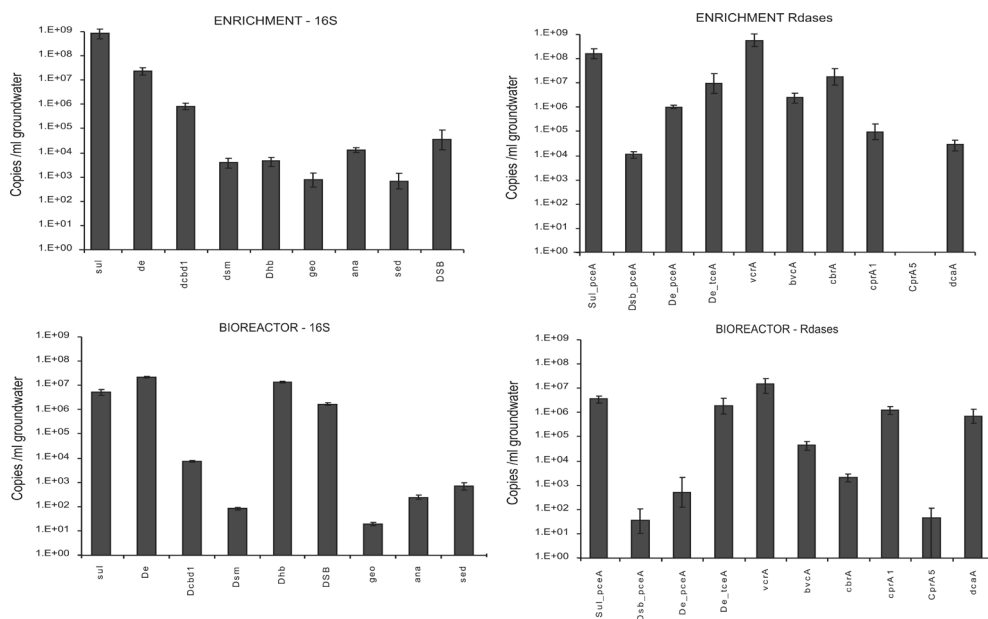 ENRICHMENT - 16S
Copies /ml groundwater
1.E+09
1.E+08
1.E+07
1.E+06
1.E+05
1.E+04
1.E+03
1.E+02
1.E+01
1.E+00
sul
de
dcbd1
dsm
Dhb
geo
ana
sed
DSB
ENRICHMENT Rdases
Copies /ml groundwater
1.E+09
1.E+08
1.E+07
1.E+06
1.E+05
1.E+04
1.E+03
1.E+02
1.E+01
1.E+00
Sul_pceA
Dsb_pceA
De_pceA
De_tceA
vcrA
bvcA
cbrA
cprA1
CprA5
dcaA
BIOREACTOR - 16S
Copies /ml groundwater
1.E+09
1.E+08
1.E+07
1.E+06
1.E+05
1.E+04
1.E+03
1.E+02
1.E+01
1.E+00
sul
De
Dcbd1
Dsm
Dhb
DSB
geo
ana
sed
BIOREACTOR - Rdases
Copies /ml groundwater
1.E+09
1.E+08
1.E+07
1.E+06
1.E+05
1.E+04
1.E+03
1.E+02
1.E+01
1.E+00
Sul_pceA
Dsb_pceA
De_pceA
De_tceA
vcrA
bvcA
cbrA
cprA1
CprA5
dcaA